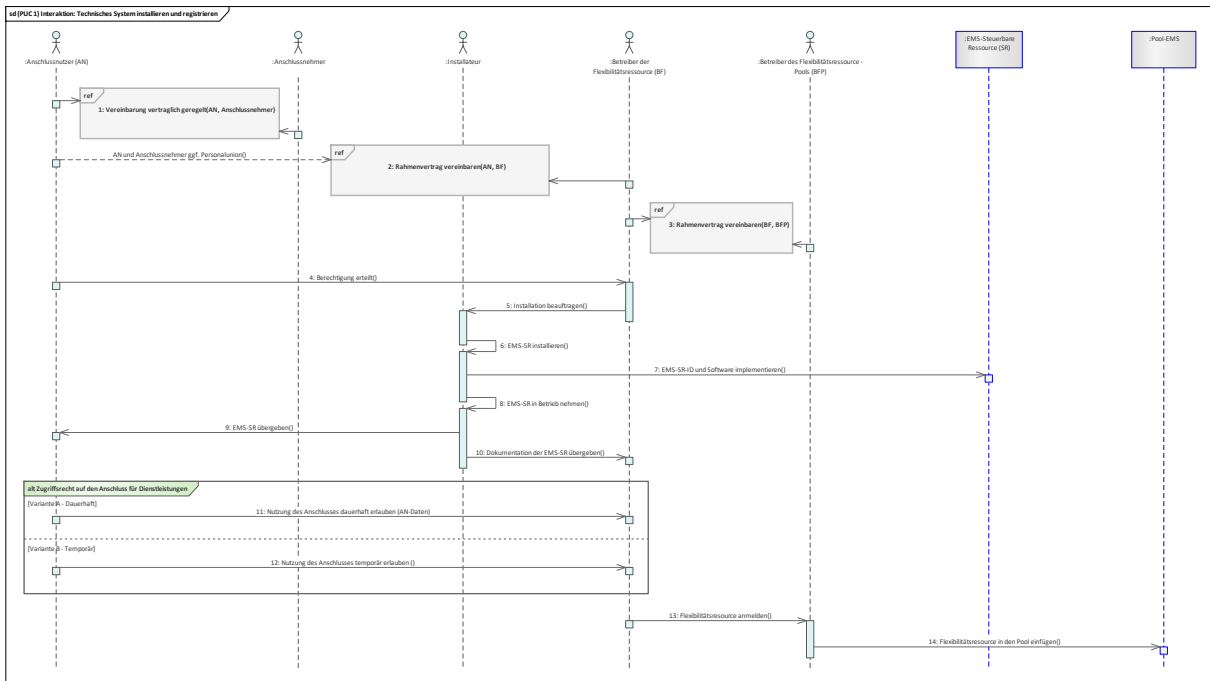 sd (PUC 1) Interaktion: Technisches System installieren und registrieren
:Anschlussnutzer (AN)
:Anschlussnehmer
:Installateur
:Betreiber der
Flexibilitätsressource (BF)
:Betreiber des Flexibilitätsressource -
Pools (BFP)
:EMS-Steuerbare
Ressource (SR)
:Pool-EMS
ref
1: Vereinbarung vertraglich geregelt(AN, Anschlussnehmer)
AN und Anschlussnehmer ggf. Personalunion()
ref
2: Rahmenvertrag vereinbaren(AN, BF)
ref
3: Rahmenvertrag vereinbaren(BF, BFP)
4: Berechtigung erteilt()
5: Installation beauftragen()
6: EMS-SR installieren()
7: EMS-SR-ID und Software implementieren()
8: EMS-SR in Betrieb nehmen()
9: EMS-SR übergeben()
10: Dokumentation der EMS-SR übergeben()
alt Zugriffsrecht auf den Anschluss für Dienstleistungen
[Variante A - Dauerhaft]
11: Nutzung des Anschlusses dauerhaft erlauben (AN-Daten)
[Variante B - Temporär]
12: Nutzung des Anschlusses temporär erlauben ()
13: Flexibilitätsresource anmelden()
14: Flexibilitätsresource in den Pool einfügen()